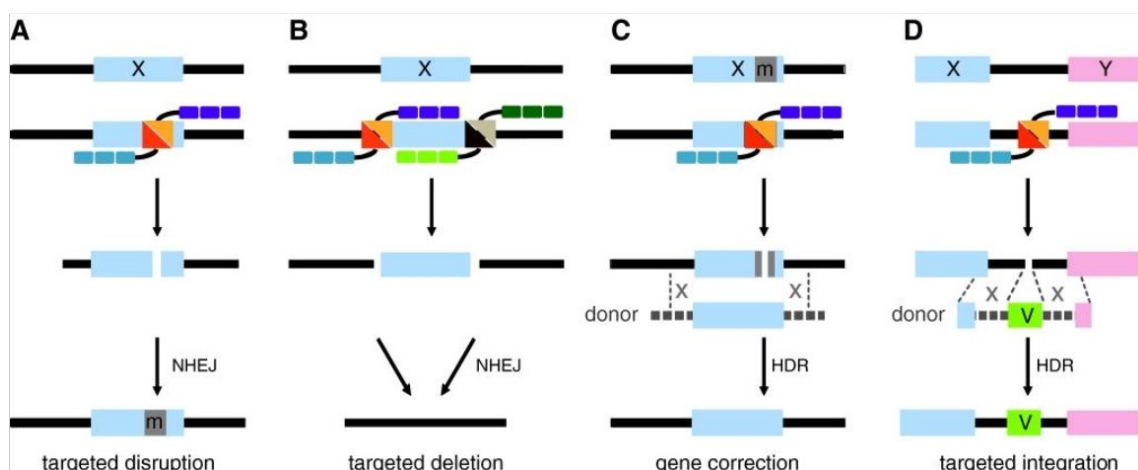 A B C D
X X X m X Y
X X X X
donor donor V
NHEJ NHEJ HDR HDR
m V
targeted disruption targeted deletion gene correction targeted integration